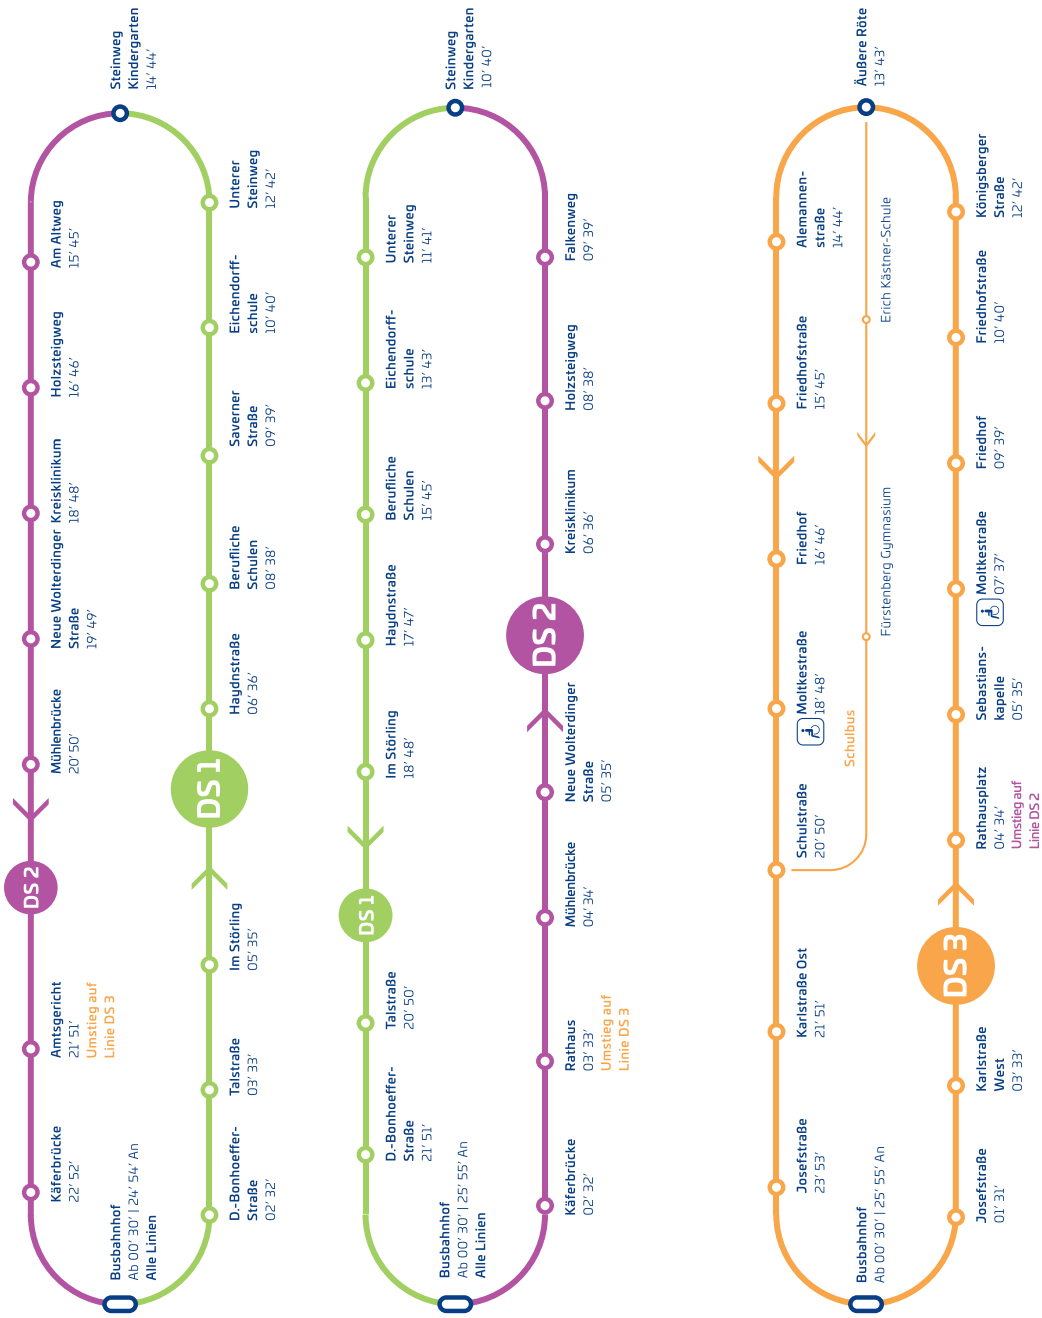 Steinweg
Kindergarten
14’ 44’
Am Altweg
15’ 45’
Holzsteigweg
16’ 46’
Kreisklinikum
18’ 48’
Neue Wolterdinger
Straße
19’ 49’
Mühlenbrücke
20’ 50’
DS 2
Amtsgericht
21’ 51’
Umstieg auf
Linie DS 3
Käferbrücke
22’ 52’
Busbahnhof
Ab 00’ 30’ | 24’ 54’ An
Alle Linien
D.-Bonhoeffer-
Straße
02’ 32’
Talstraße
03’ 33’
Im Störling
05’ 35’
DS 1
Haydnstraße
06’ 36’
Berufliche
Schulen
08’ 38’
Saverner
Straße
09’ 39’
Eichendorff-
schule
10’ 40’
Unterer
Steinweg
12’ 42’
Steinweg
Kindergarten
10’ 40’
Unterer
Steinweg
11’ 41’
Eichendorff-
schule
13’ 43’
Berufliche
Schulen
15’ 45’
Haydnstraße
17’ 47’
Im Störling
18’ 48’
DS 1
Talstraße
20’ 50’
D.-Bonhoeffer-
Straße
21’ 51’
Busbahnhof
Ab 00’ 30’ | 25’ 55’ An
Alle Linien
Käferbrücke
02’ 32’
Rathaus
03’ 33’
Umstieg auf
Linie DS 3
Mühlenbrücke
04’ 34’
Neue Wolterdinger
Straße
05’ 35’
DS 2
Kreisklinikum
06’ 36’
Holzsteigweg
08’ 38’
Falkenweg
09’ 39’
Äußere Röte
13’ 43’
Alemannen-
straße
14’ 44’
Friedhofstraße
15’ 45’
Friedhof
16’ 46’
Moltkestraße
18’ 48’
Schulstraße
20’ 50’
Karlstraße Ost
21’ 51’
Josefstraße
23’ 53’
Schulbus
Fürstenberg Gymnasium
Erich Kästner-Schule
Busbahnhof
Ab 00’ 30’ | 25’ 55’ An
Josefstraße
01’ 31’
Karlstraße
West
03’ 33’
DS 3
Rathausplatz
04’ 34’
Umstieg auf
Linie DS 2
Sebastians-
kapelle
05’ 35’
Moltkestraße
07’ 37’
Friedhof
09’ 39’
Friedhofstraße
10’ 40’
Königsberger
Straße
12’ 42’